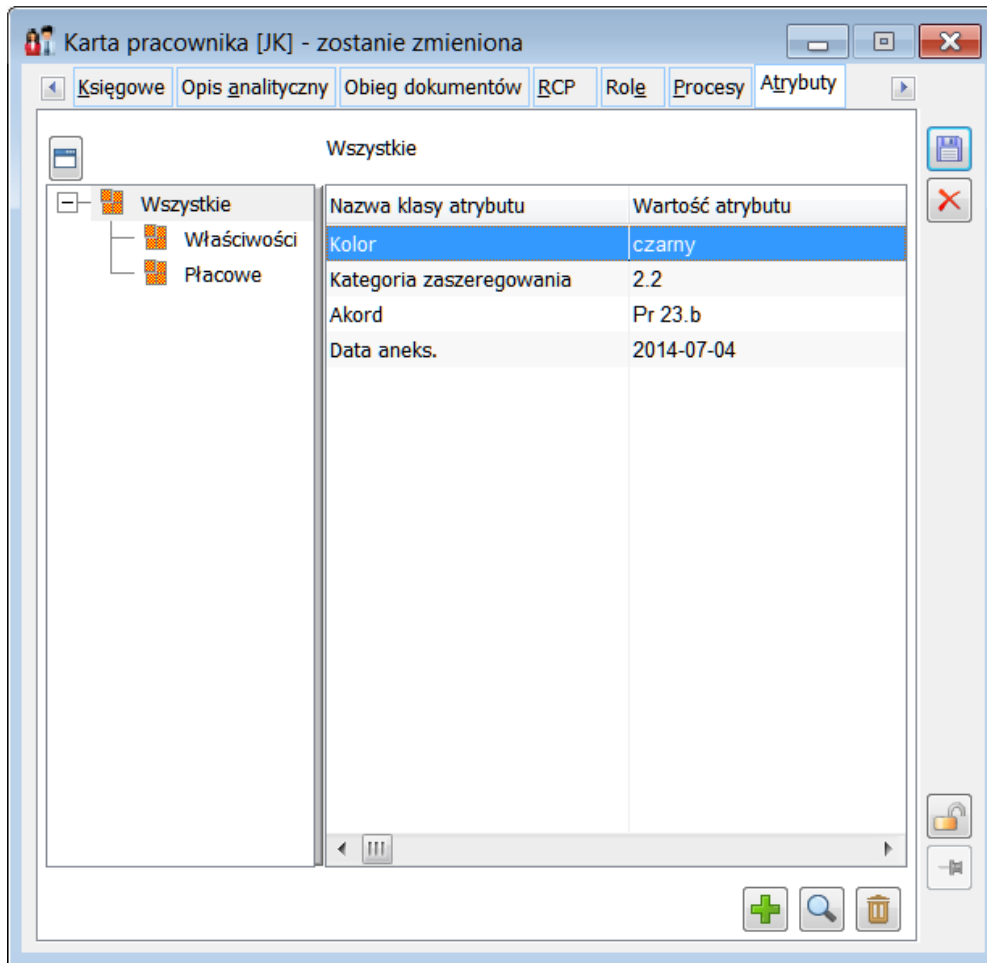 Karta pracownika [JK] - zostanie zmieniona
Księgowe Opis analityczny Obieg dokumentów RCP Role Procesy Atrybuty
Wszystkie
Wszystkie
Właściwości
Płacowe
Nazwa klasy atrybutu Wartość atrybutu
Kolor czarny
Kategoria zaszeregowania 2.2
Akord Pr 23.b
Data aneks. 2014-07-04